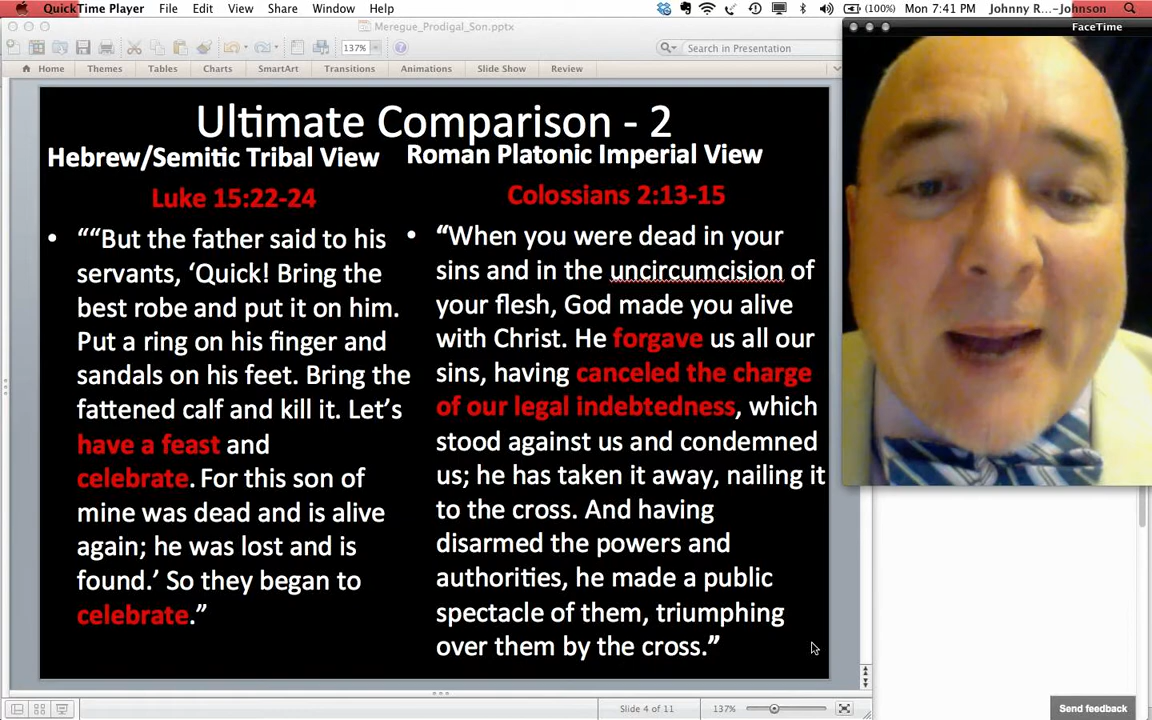 QuickTime Player File Edit View Share Window Help (100%) Mon 7:41 PM Johnny R...-Johnson
Meregue_Prodigal_Son.pptx
FaceTime
137%
Search in Presentation
Home Themes Tables Charts SmartArt Transitions Animations Slide Show Review
Ultimate Comparison - 2
Hebrew/Semitic Tribal View
Luke 15:22-24
• ““But the father said to his
servants, ‘Quick! Bring the
best robe and put it on him.
Put a ring on his finger and
sandals on his feet. Bring the
fattened calf and kill it. Let’s
have a feast and
celebrate. For this son of
mine was dead and is alive
again; he was lost and is
found.’ So they began to
celebrate.”
Roman Platonic Imperial View
Colossians 2:13-15
• “When you were dead in your
sins and in the uncircumcision of
your flesh, God made you alive
with Christ. He forgave us all our
sins, having canceled the charge
of our legal indebtedness, which
stood against us and condemned
us; he has taken it away, nailing it
to the cross. And having
disarmed the powers and
authorities, he made a public
spectacle of them, triumphing
over them by the cross.”
Slide 4 of 11
137%
Send feedback